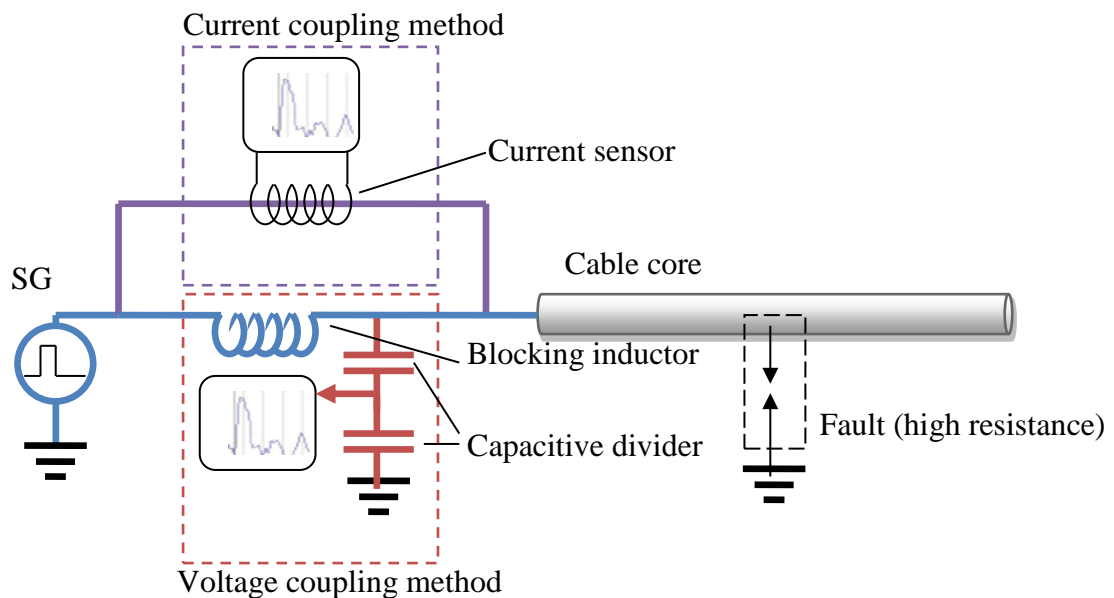 Current coupling method
Current sensor
SG
Cable core
Blocking inductor
Capacitive divider
Fault (high resistance)
Voltage coupling method